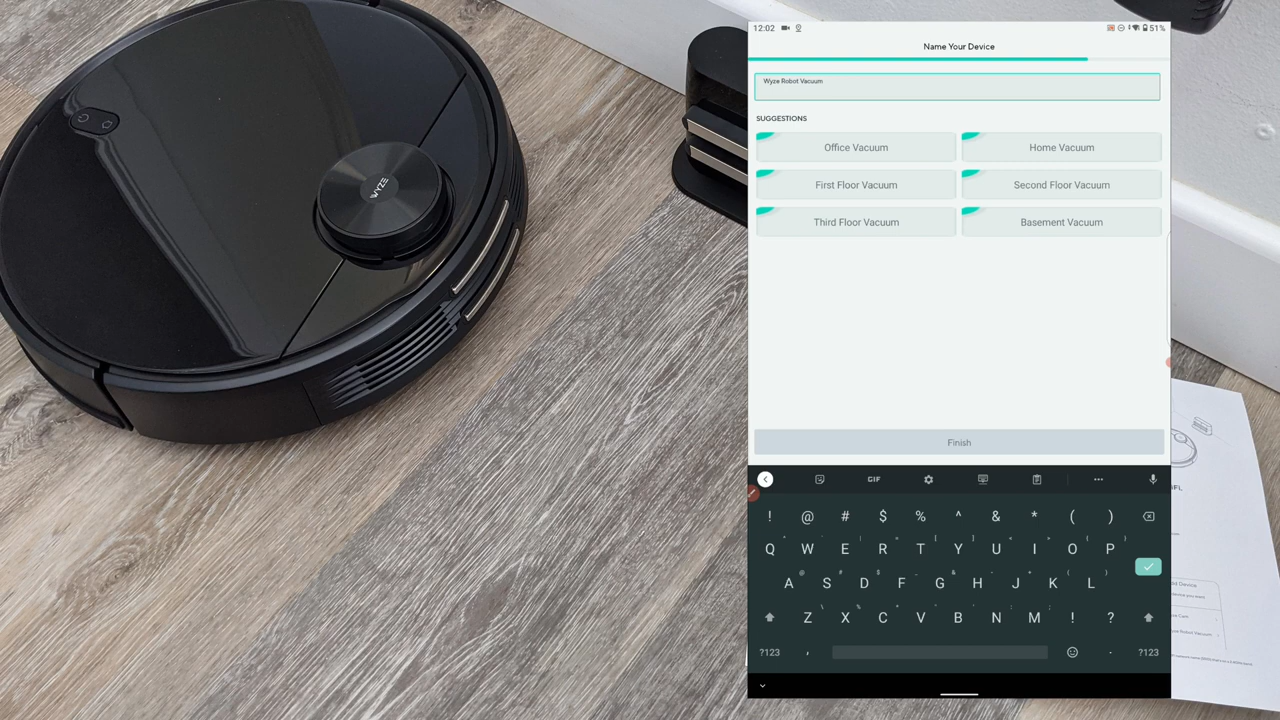 WYZE
12:02
51%
Name Your Device
Wyze Robot Vacuum
SUGGESTIONS
Office Vacuum
Home Vacuum
First Floor Vacuum
Second Floor Vacuum
Third Floor Vacuum
Basement Vacuum
Finish
GIF
! @ # $ % ^ & * ( )
Q W E R T Y U I O P
A S D F G H J K L
Z X C V B N M ! ?
?123 , . ?123